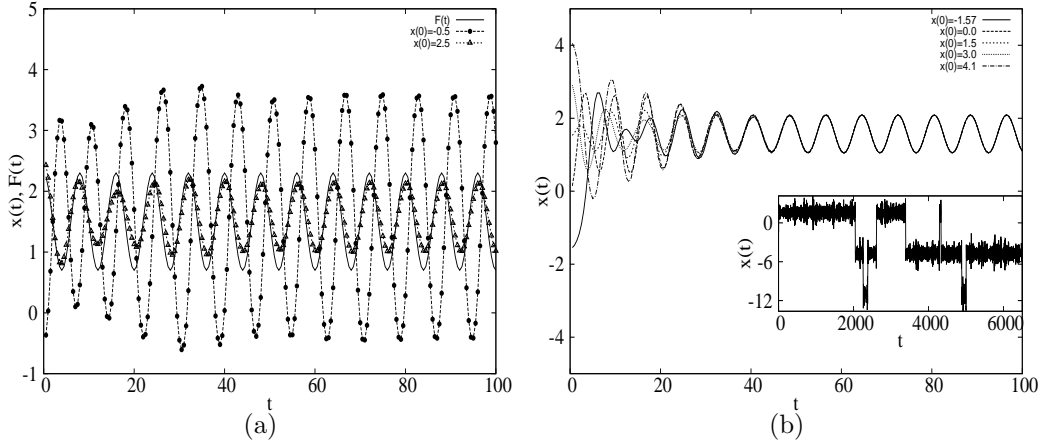 x(t), F(t)
5
4
3
2
1
0
-1
F(t)
x(0)=-0.5
x(0)=2.5
0 20 40 60 80 100
t
(a)
x(t)
4
2
0
-2
-4
x(0)=-1.57
x(0)=0.0
x(0)=1.5
x(0)=3.0
x(0)=4.1
x(t)
0
-6
-12
0 2000 4000 6000
t
0 20 40 60 80 100
t
(b)